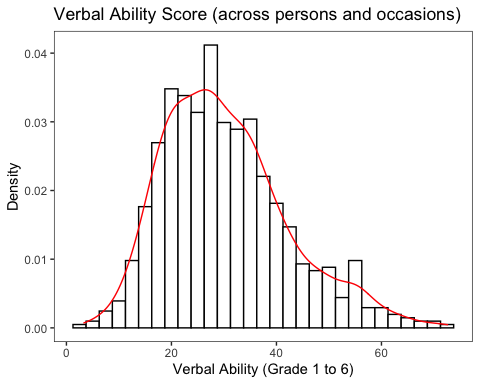 Verbal Ability Score (across persons and occasions)
0.04
0.03
0.02
0.01
0.00
Density
0 20 40 60
Verbal Ability (Grade 1 to 6)